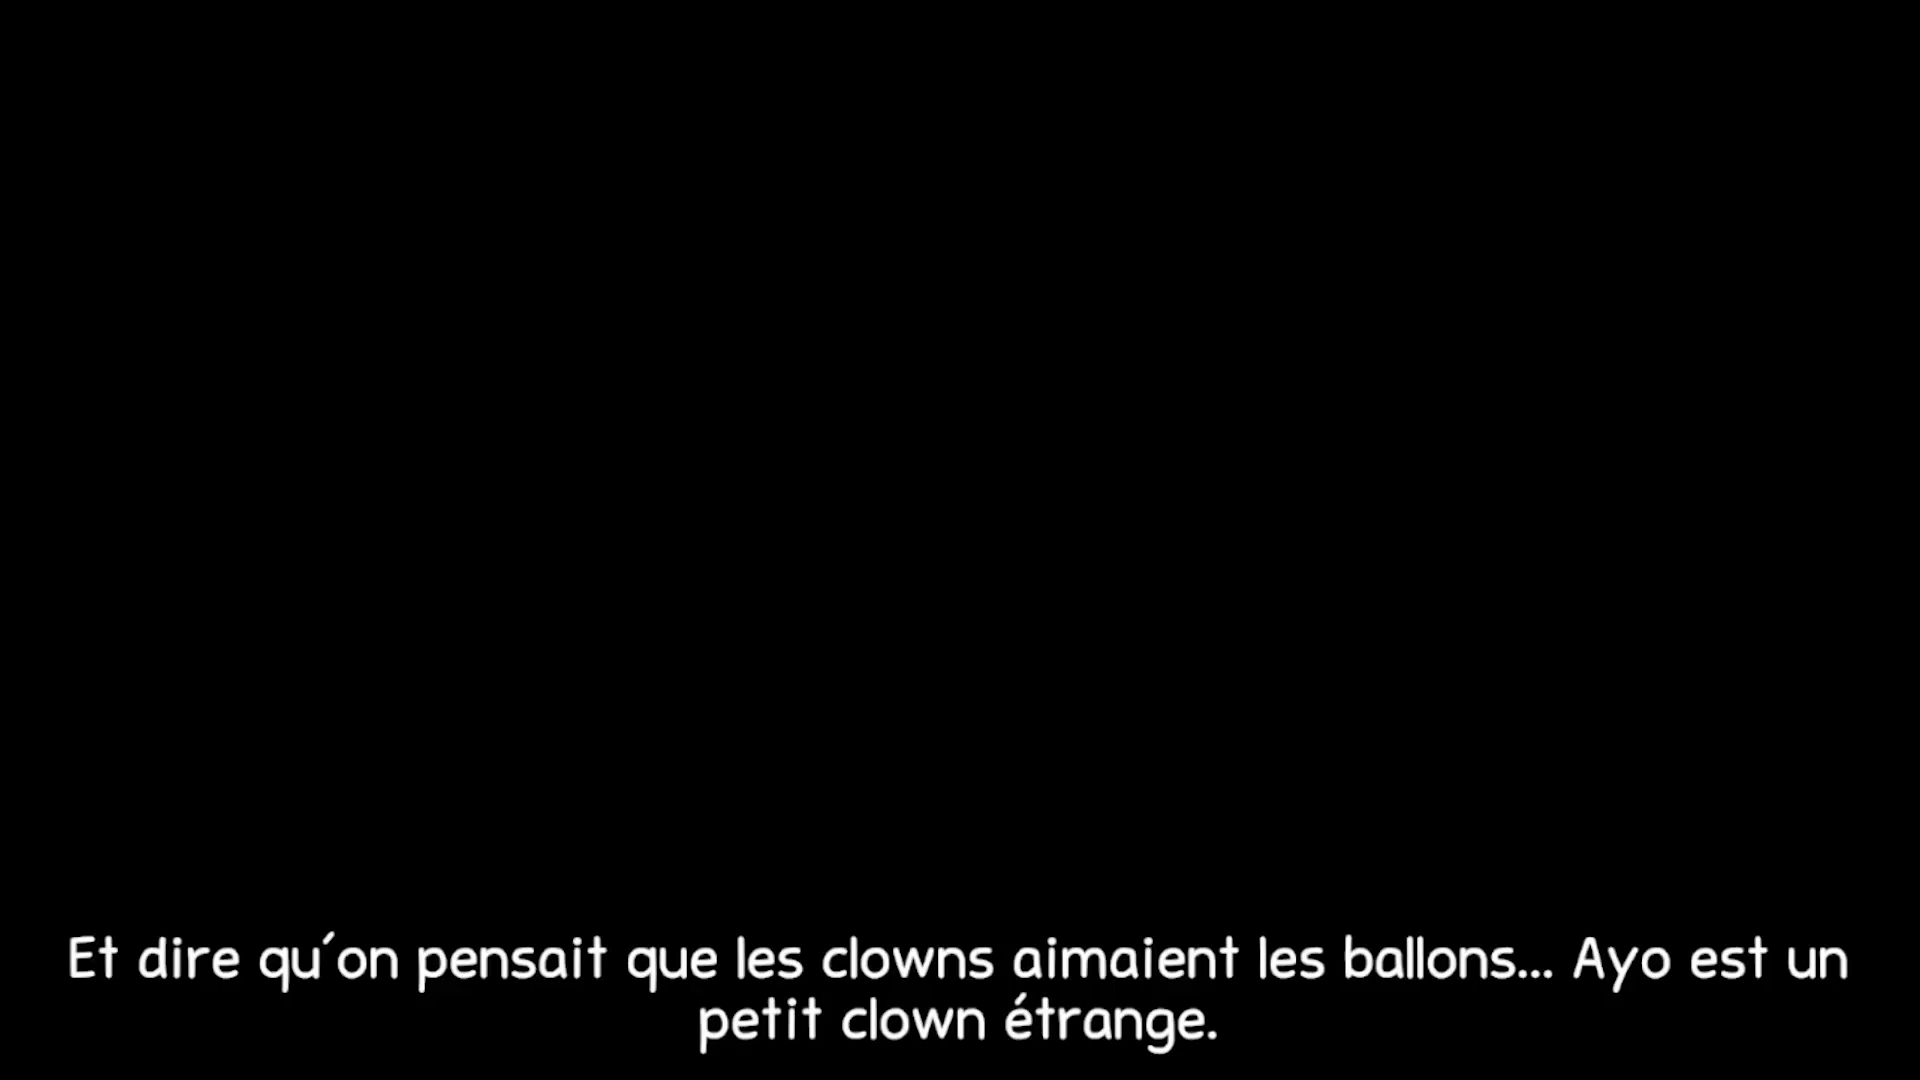 Et dire qu'on pensait que les clowns aimaient les ballons... Ayo est un
petit clown étrange.